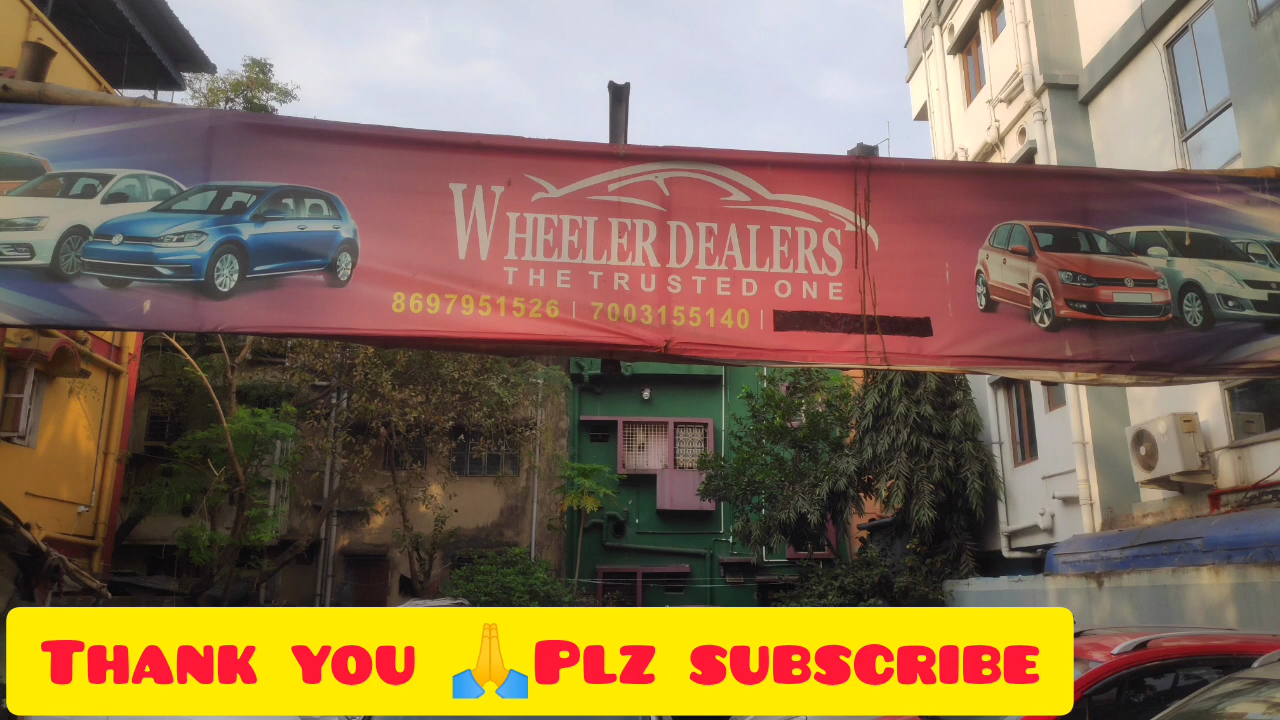 WHEELER DEALERS
THE TRUSTED ONE
8697951526 | 7003155140 |
THANK YOU 🙏PLZ SUBSCRIBE